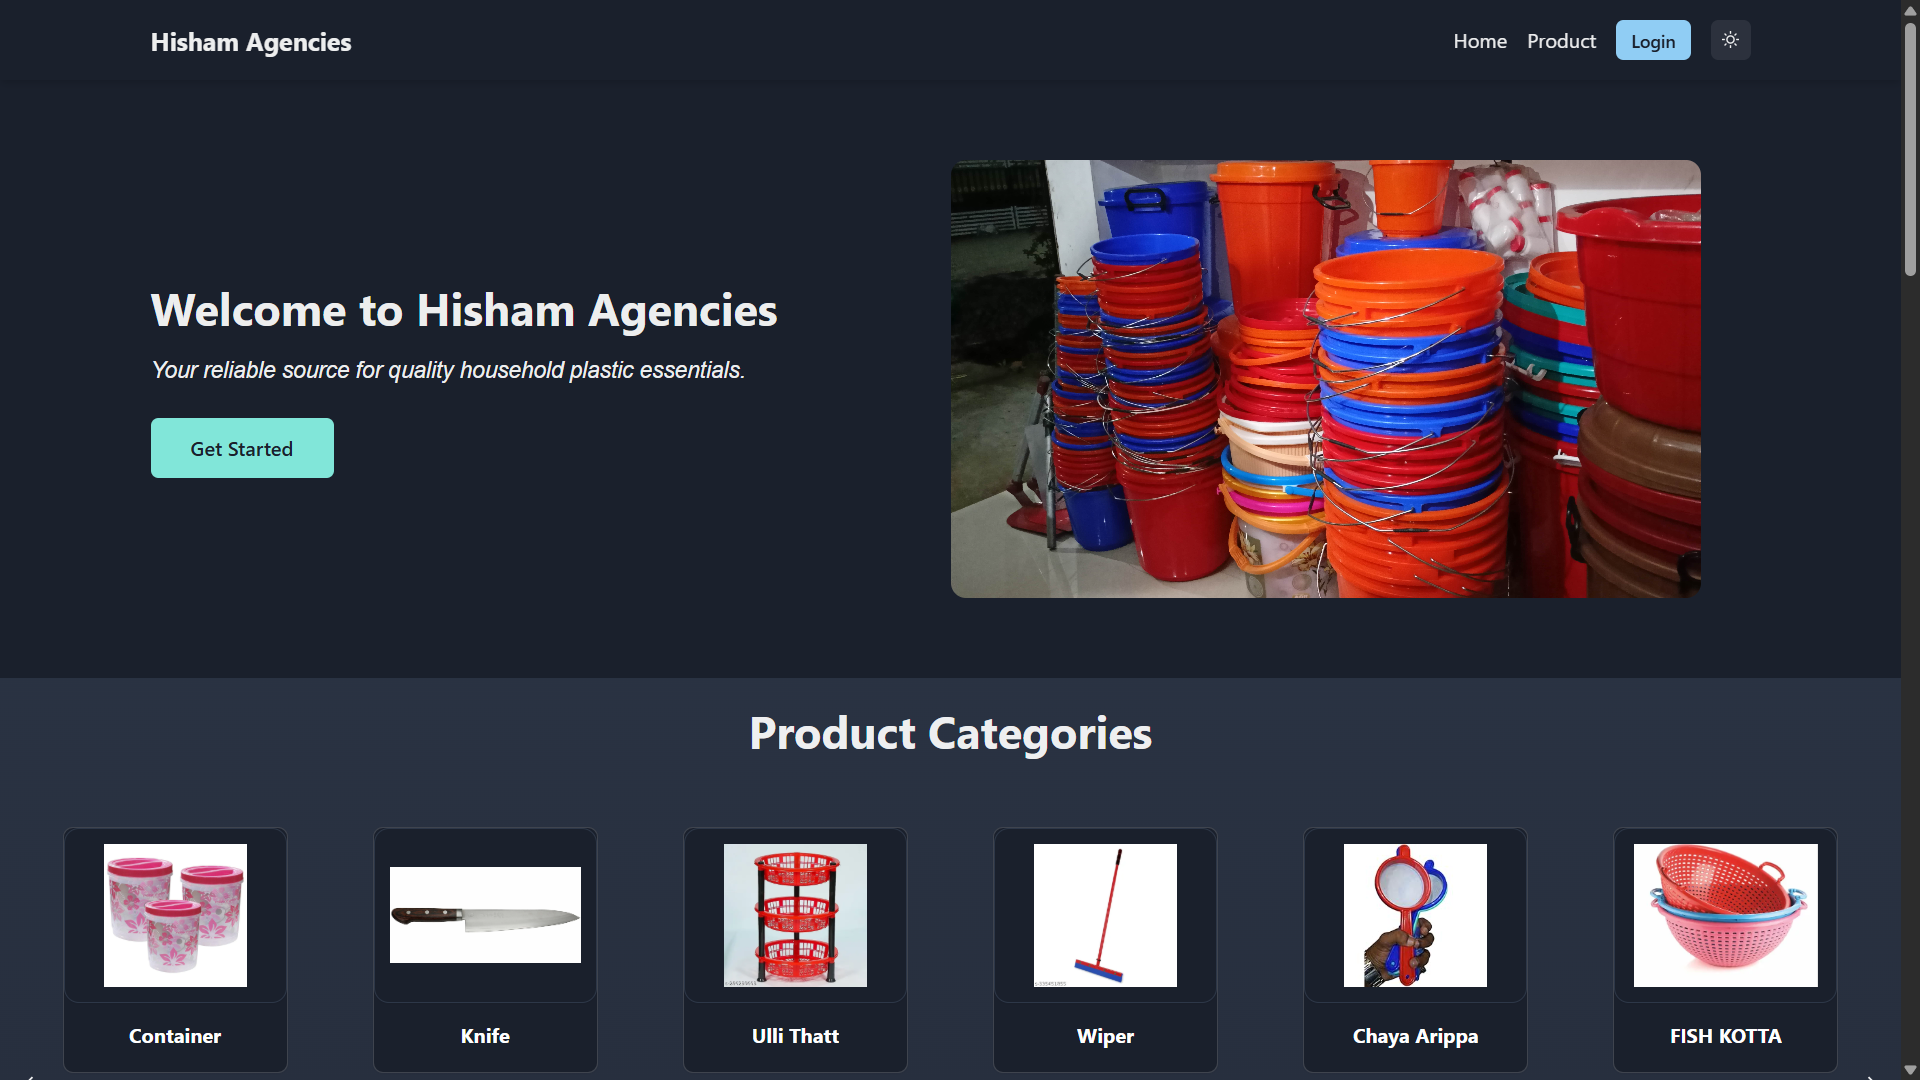 Hisham Agencies
Home
Product
Login
Welcome to Hisham Agencies
Your reliable source for quality household plastic essentials.
Get Started
Product Categories
Container
Knife
Ulli Thatt
Wiper
Chaya Arippa
FISH KOTTA